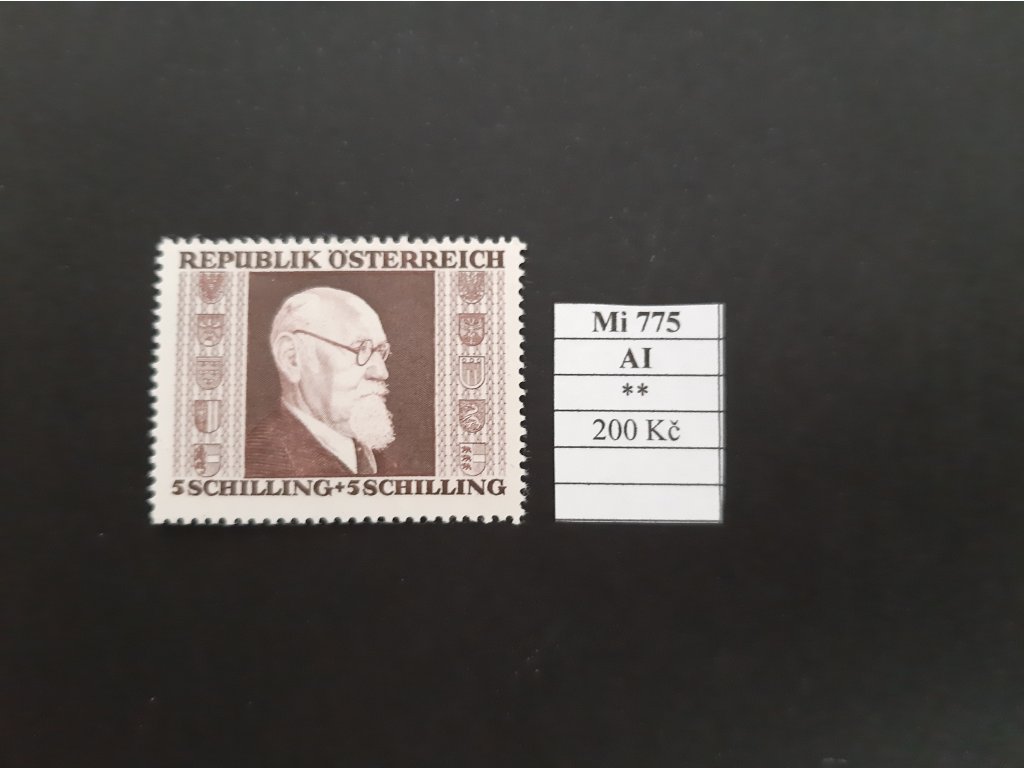 REPUBLIK ÖSTERREICH
5 SCHILLING+5 SCHILLING
Mi 775
AI
**
200 Kč